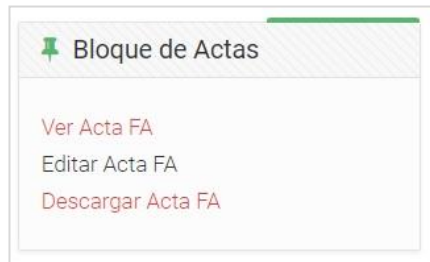 Bloque de Actas
Ver Acta FA
Editar Acta FA
Descargar Acta FA